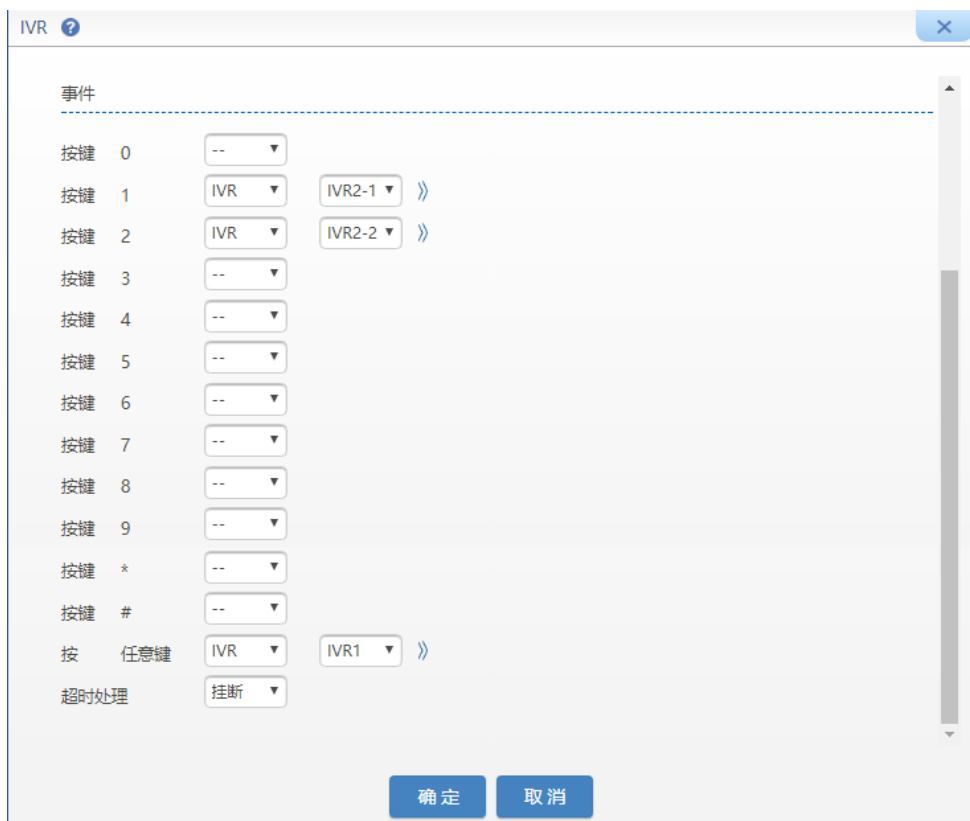 IVR ?
事件
按键 0 --
按键 1 IVR IVR2-1
按键 2 IVR IVR2-2
按键 3 --
按键 4 --
按键 5 --
按键 6 --
按键 7 --
按键 8 --
按键 9 --
按键 * --
按键 # --
按 任意键 IVR IVR1
超时处理 挂断
确定 取消